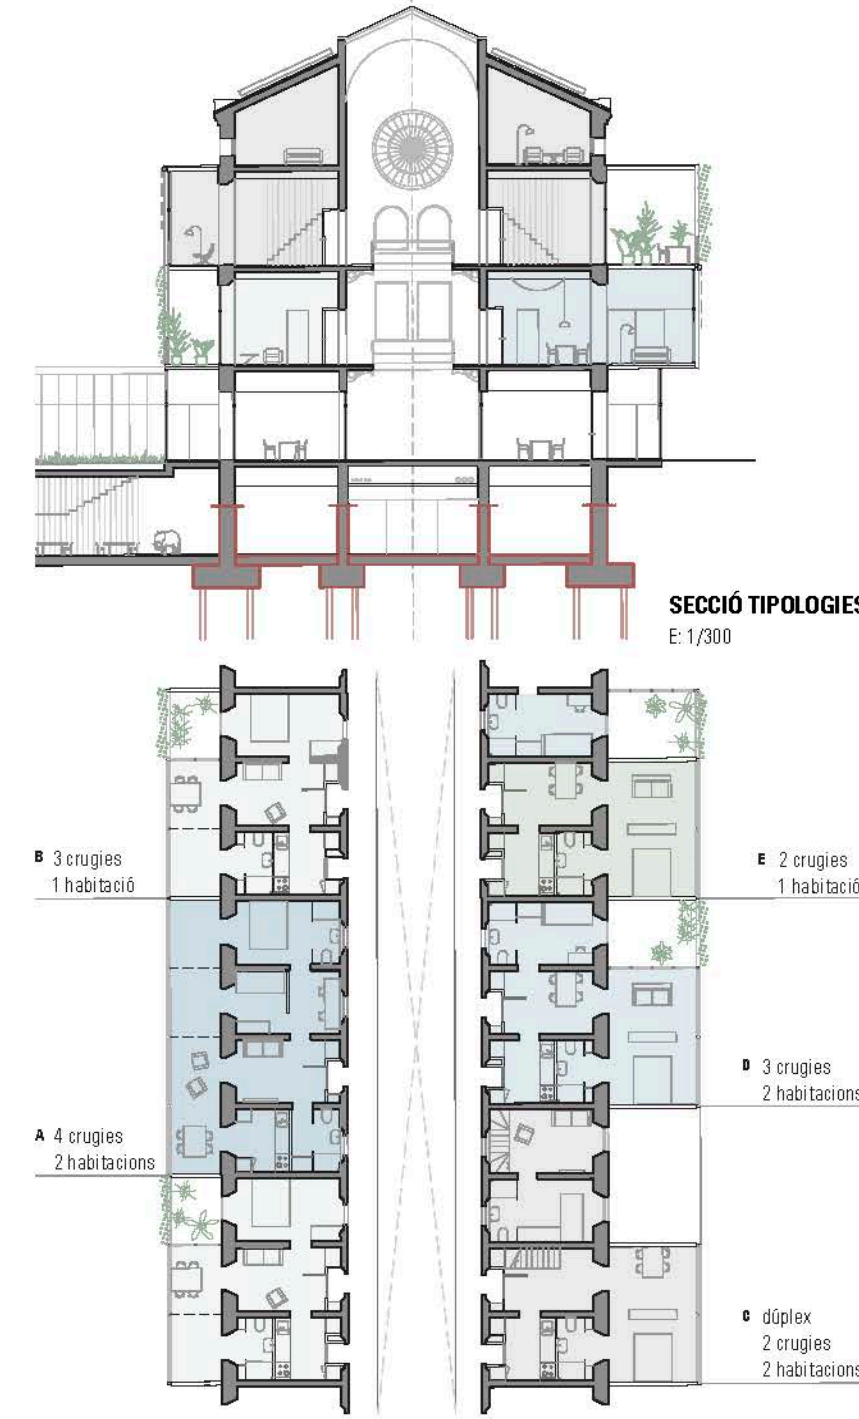 SECCIÓ TIPOLOGIES
E: 1/300
B 3 crugies
1 habitació
E 2 crugies
1 habitació
D 3 crugies
2 habitacions
A 4 crugies
2 habitacions
C dúplex
2 crugies
2 habitacions